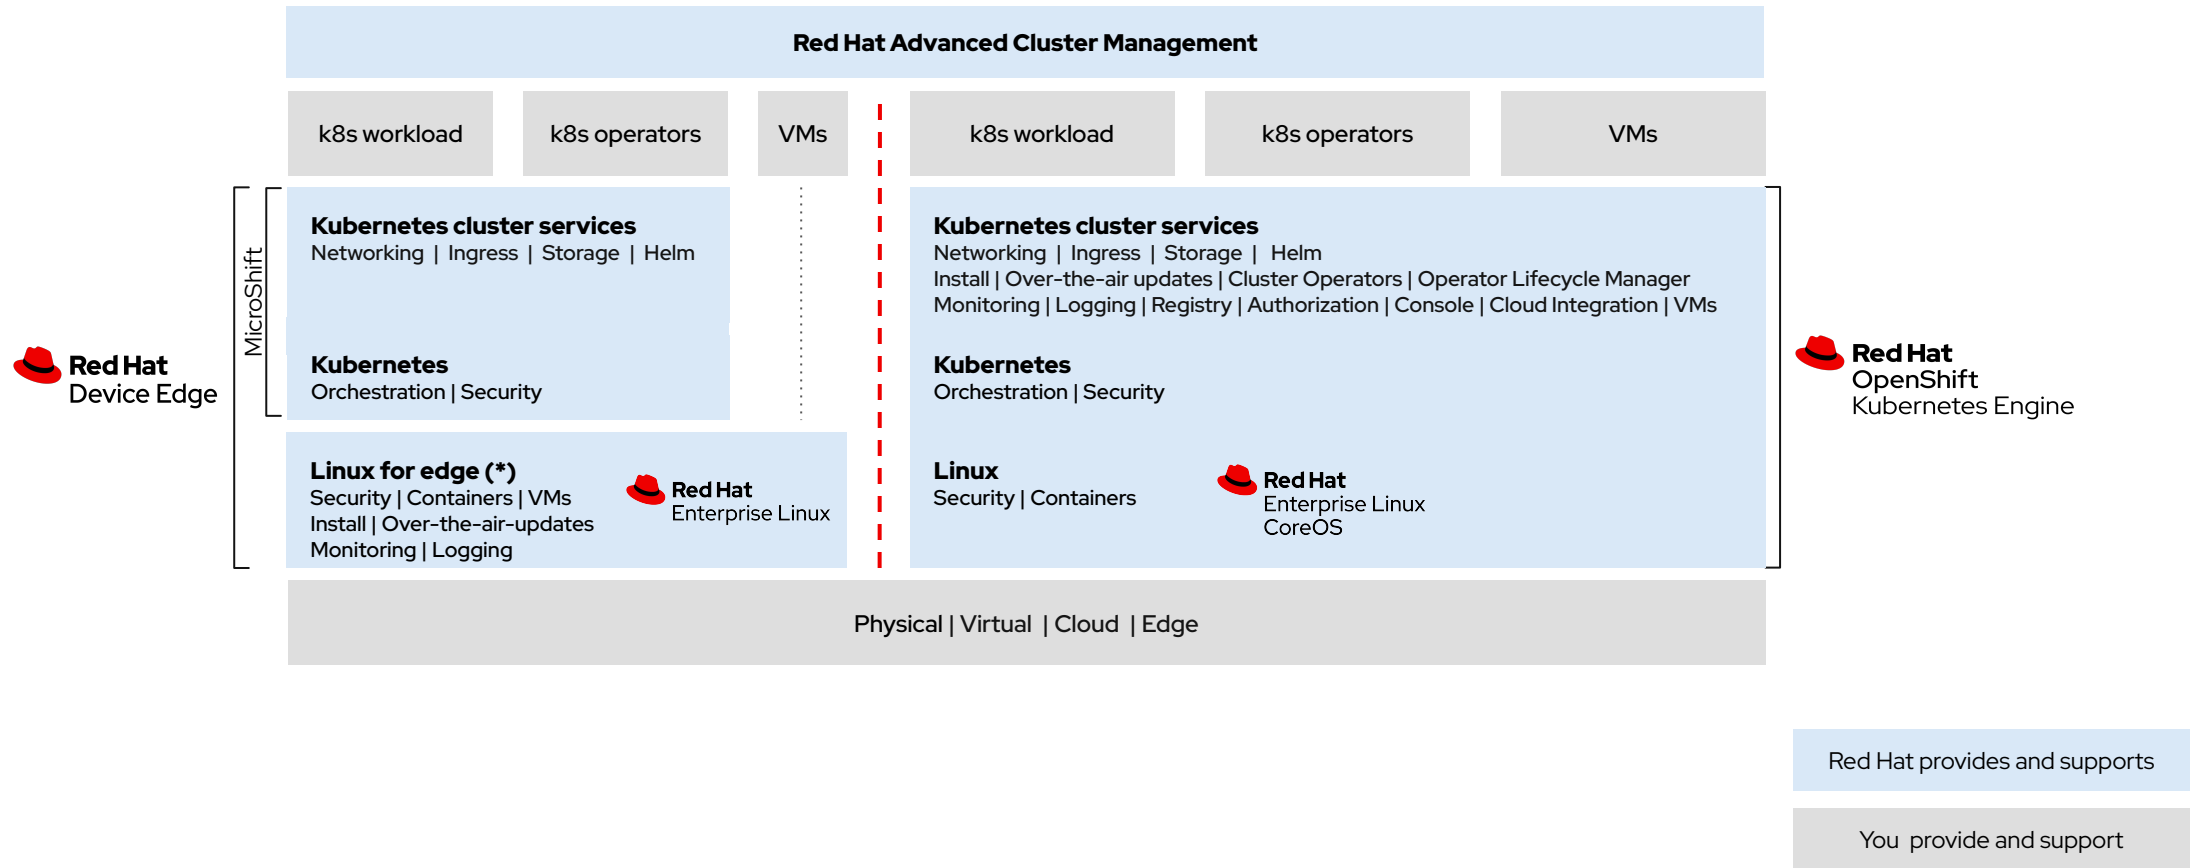 Red Hat Advanced Cluster Management
k8s workload
k8s operators
VMs
k8s workload
k8s operators
VMs
Red Hat
Device Edge
MicroShift
Kubernetes cluster services
Networking | Ingress | Storage | Helm
Kubernetes
Orchestration | Security
Linux for edge (*)
Security | Containers | VMs
Install | Over-the-air-updates
Monitoring | Logging
Red Hat
Enterprise Linux
Kubernetes cluster services
Networking | Ingress | Storage | Helm
Install | Over-the-air updates | Cluster Operators | Operator Lifecycle Manager
Monitoring | Logging | Registry | Authorization | Console | Cloud Integration | VMs
Kubernetes
Orchestration | Security
Linux
Security | Containers
Red Hat
Enterprise Linux
CoreOS
Red Hat
OpenShift
Kubernetes Engine
Physical | Virtual | Cloud | Edge
Red Hat provides and supports
You provide and support